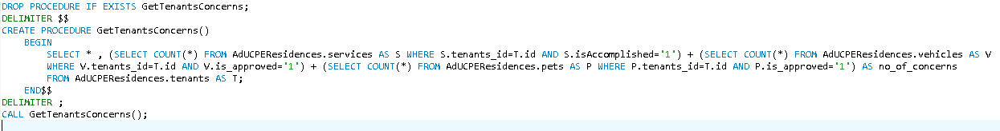 DROP PROCEDURE IF EXISTS GetTenantsConcerns;
DELIMITER $$
CREATE PROCEDURE GetTenantsConcerns()
BEGIN
SELECT * , (SELECT COUNT(*) FROM AdUCPEResidences.services AS S WHERE S.tenants_id=T.id AND S.isAccomplished='1') + (SELECT COUNT(*) FROM AdUCPEResidences.vehicles AS V
WHERE V.tenants_id=T.id AND V.is_approved='1') + (SELECT COUNT(*) FROM AdUCPEResidences.pets AS P WHERE P.tenants_id=T.id AND P.is_approved='1') AS no_of_concerns
FROM AdUCPEResidences.tenants AS T;
END$$
DELIMITER ;
CALL GetTenantsConcerns();